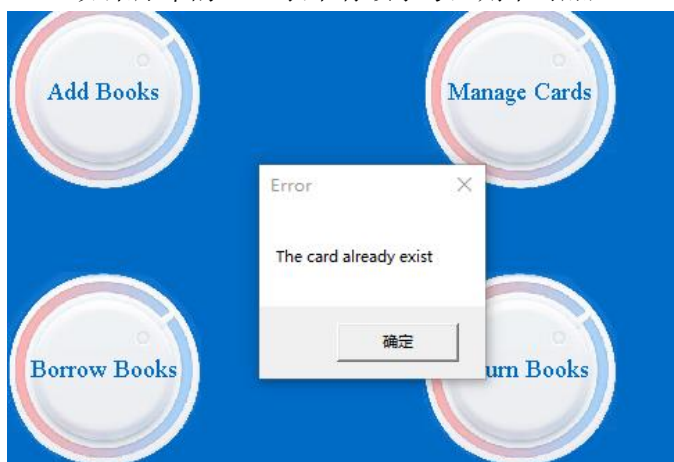 Add Books
Manage Cards
Error
The card already exist
确定
Borrow Books
urn Books